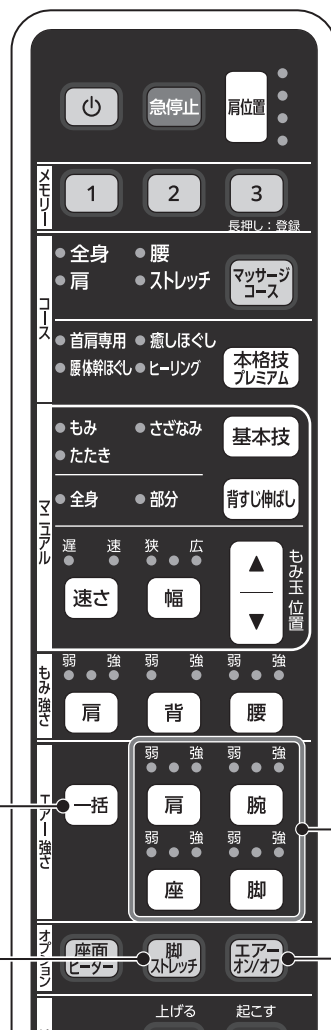 急停止
肩位置
メモリー
1
2
3
長押し：登録
コース
全身
腰
肩
ストレッチ
マッサージ
コース
首肩専用
癒しほぐし
腰体幹ほぐし
ヒーリング
本格技
プレミアム
マニュアル
もみ
さざなみ
たたき
基本技
全身
部分
背すじ伸ばし
遅
速
狭
広
速さ
幅
▲
▼
もみ玉位置
もみ強さ
弱
強
弱
強
弱
強
肩
背
腰
エアー強さ
一括
弱
強
弱
強
肩
腕
弱
強
弱
強
座
脚
オプション
座面
ヒーター
脚
ストレッチ
エアー
オン/オフ
上げる
起こす